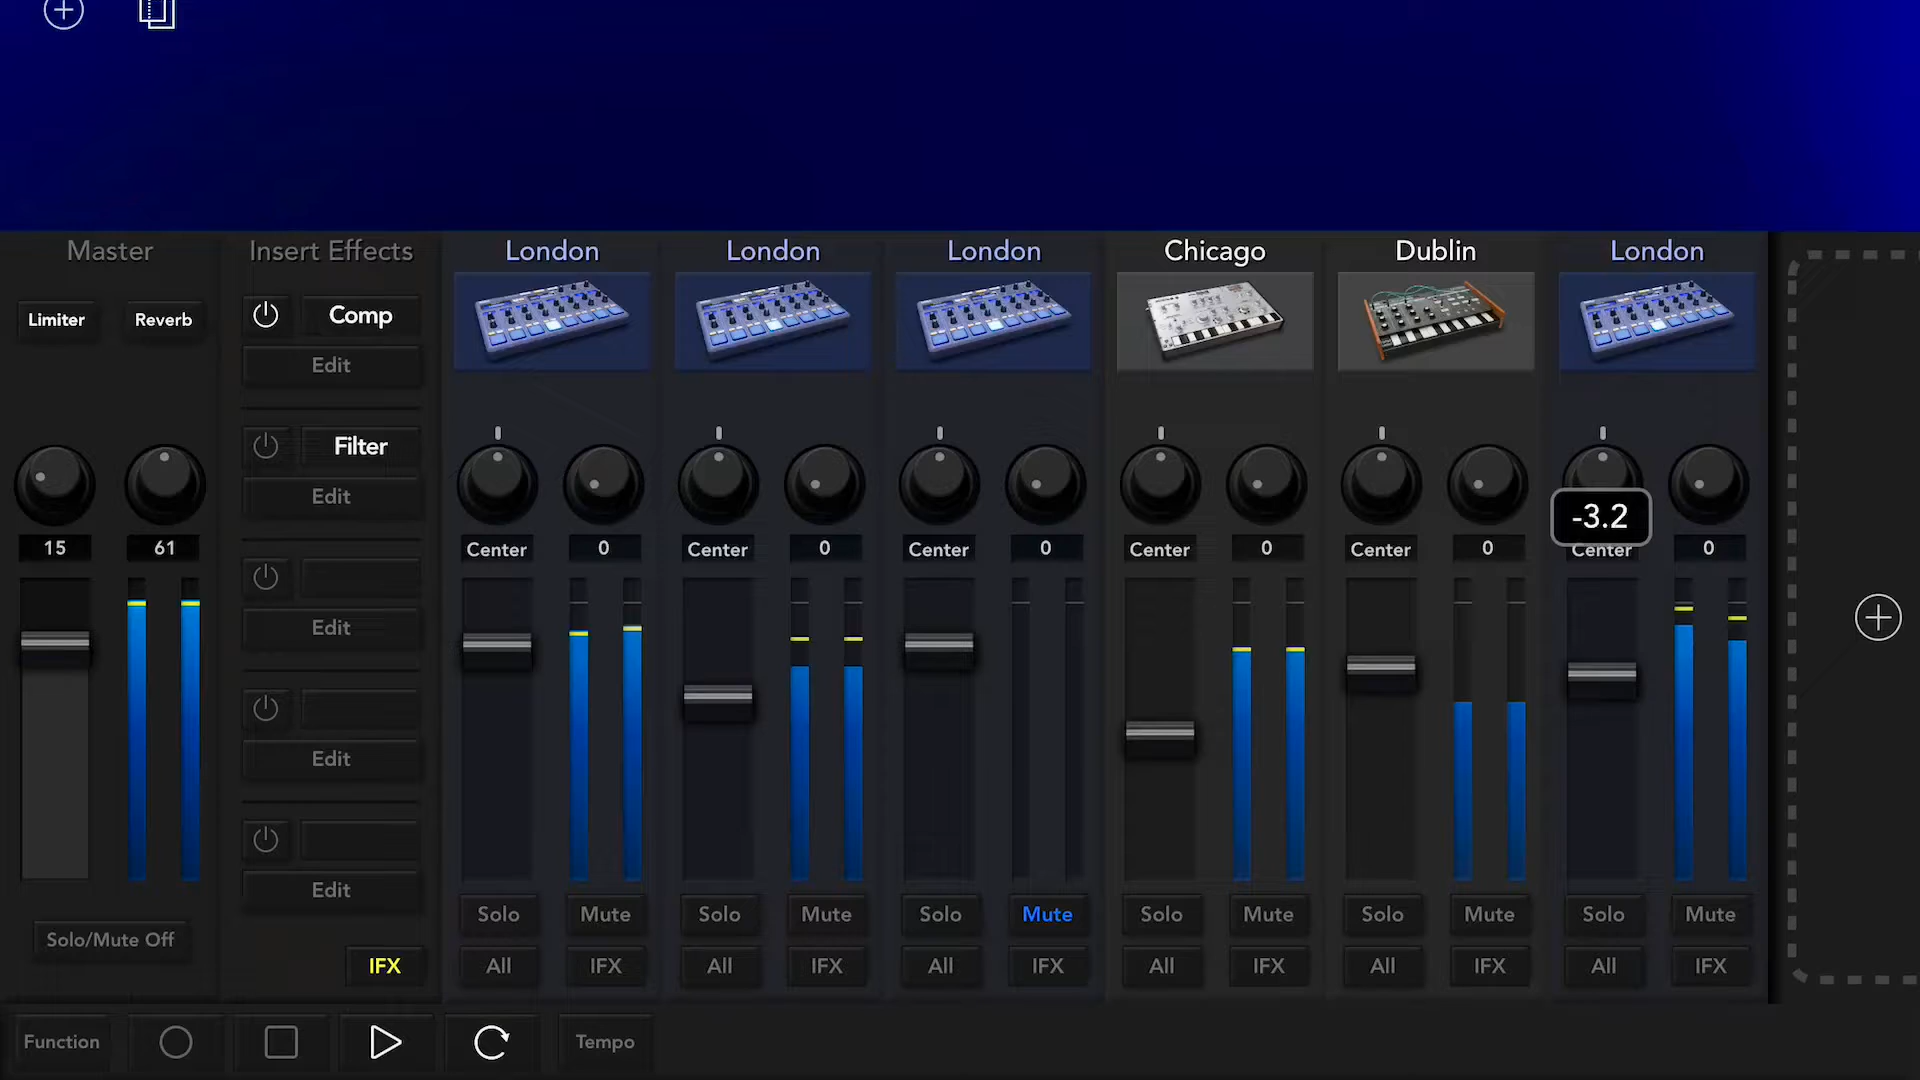 Master
Insert Effects
London
London
London
Chicago
Dublin
London
Limiter
Reverb
Comp
Edit
Filter
Edit
-3.2
15
61
Center
0
Center
0
Center
0
Center
0
Center
0
Center
0
Edit
Edit
Edit
Solo
Mute
Solo
Mute
Solo
Mute
Solo
Mute
Solo
Mute
Solo
Mute
Solo/Mute Off
IFX
All
IFX
All
IFX
All
IFX
All
IFX
All
IFX
All
IFX
Function
Tempo